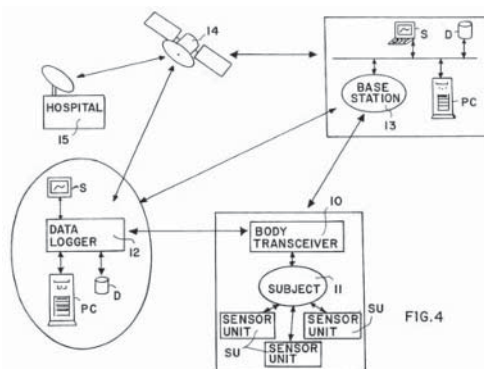 14
S
D
HOSPITAL
15
BASE
STATION
13
PC
S
DATA
LOGGER
12
PC
D
10
BODY
TRANSCEIVER
SUBJECT
11
SENSOR
UNIT
SENSOR
UNIT
SU
SU
SENSOR
UNIT
FIG.4